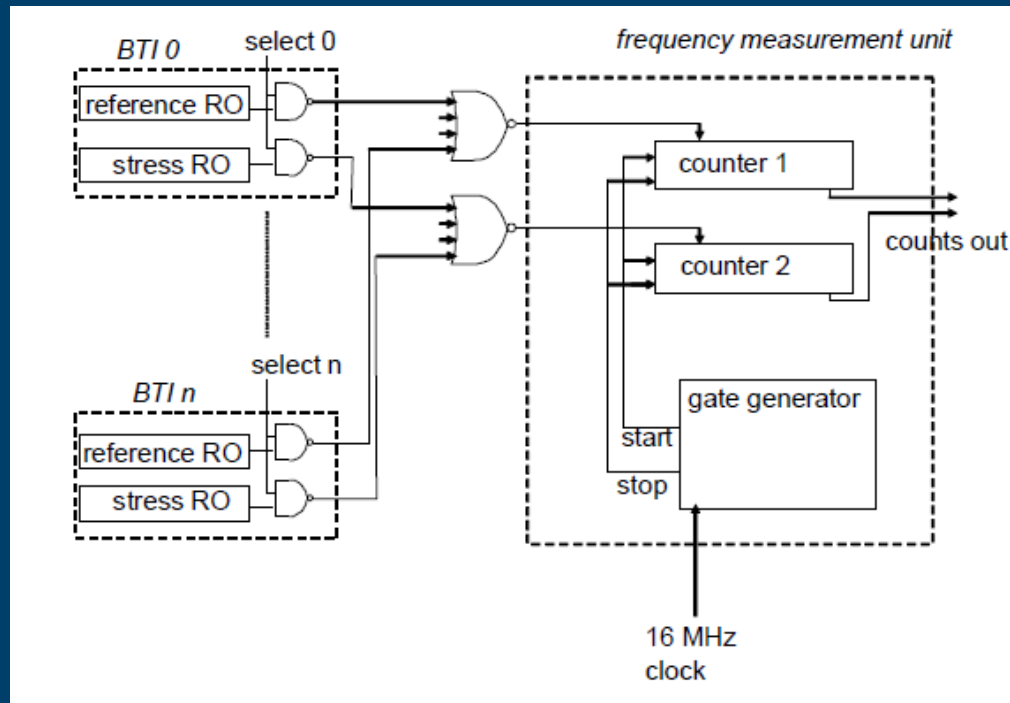 BTI 0
select 0
frequency measurement unit
reference RO
stress RO
counter 1
counts out
counter 2
select n
BTI n
gate generator
reference RO
start
stress RO
stop
16 MHz
clock